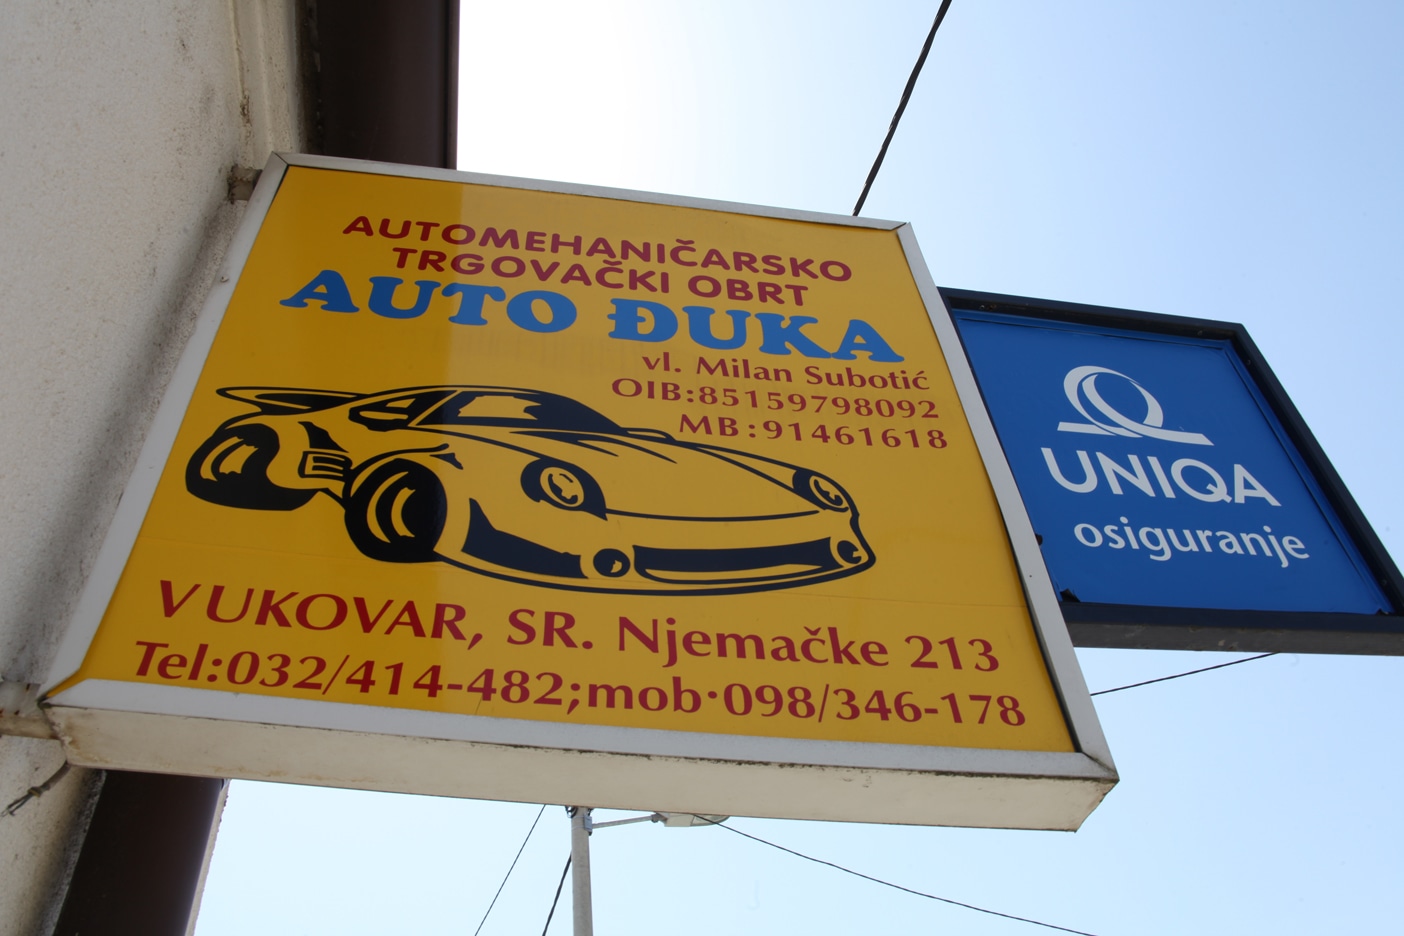 AUTOMEHANIČARSKO
TRGOVAČKI OBRT
AUTO ĐUKA
vl. Milan Subotić
OIB:85159798092
MB:91461618
VUKOVAR, SR. Njemačke 213
Tel:032/414-482;mob·098/346-178
UNIQA
osiguranje